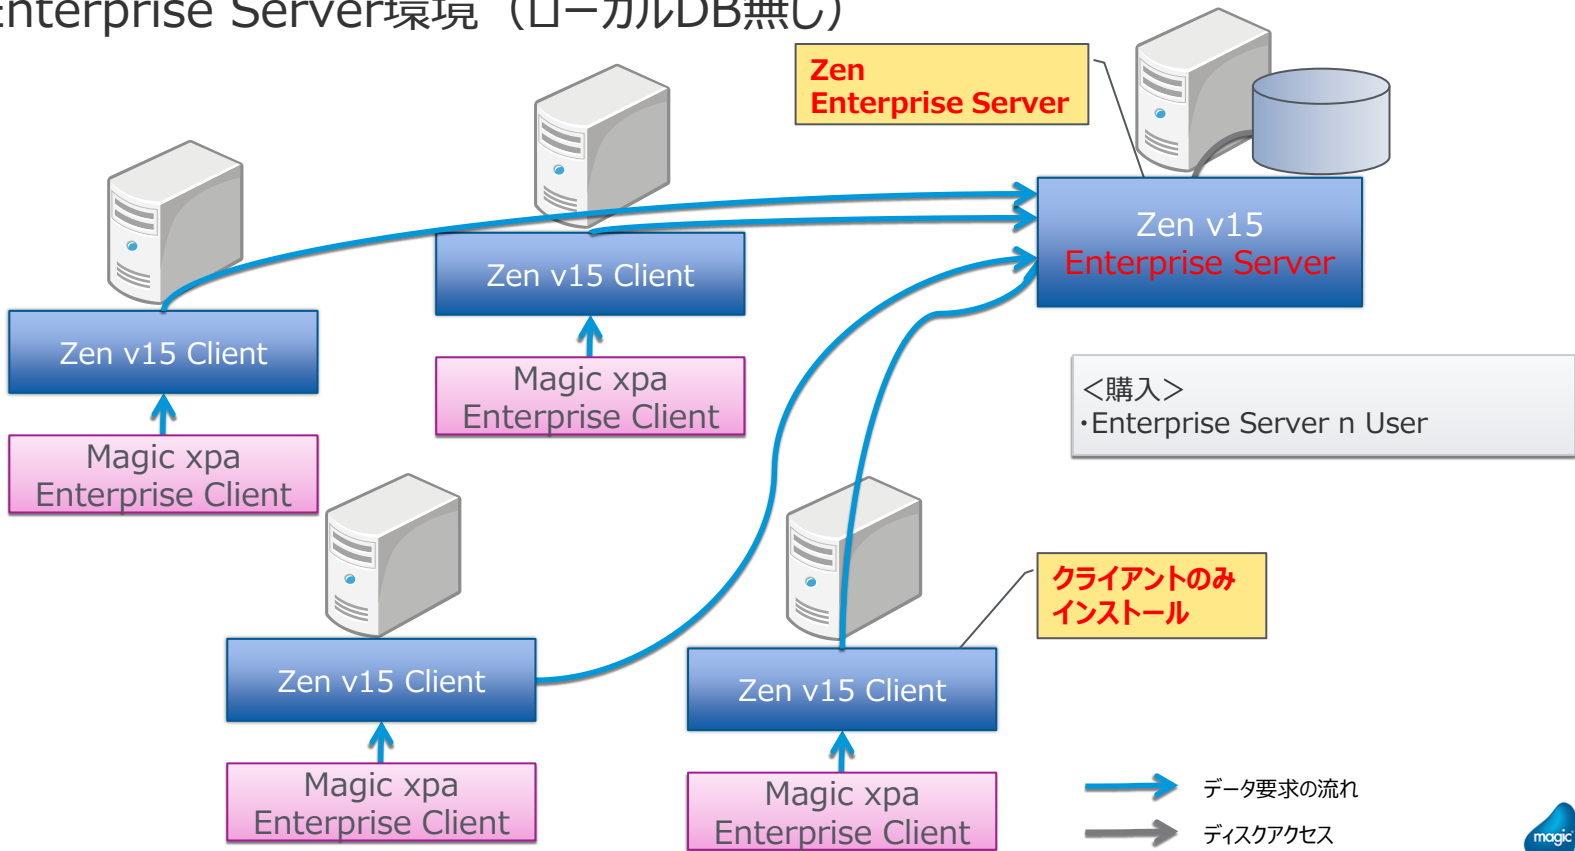 Enterprise Server環境（ローカルDB無し）
Zen
Enterprise Server
Zen v15
Enterprise Server
Zen v15 Client
Zen v15 Client
Magic xpa
Enterprise Client
Magic xpa
Enterprise Client
＜購入＞
・Enterprise Server n User
クライアントのみ
インストール
Zen v15 Client
Zen v15 Client
Magic xpa
Enterprise Client
Magic xpa
Enterprise Client
データ要求の流れ
ディスクアクセス
magic